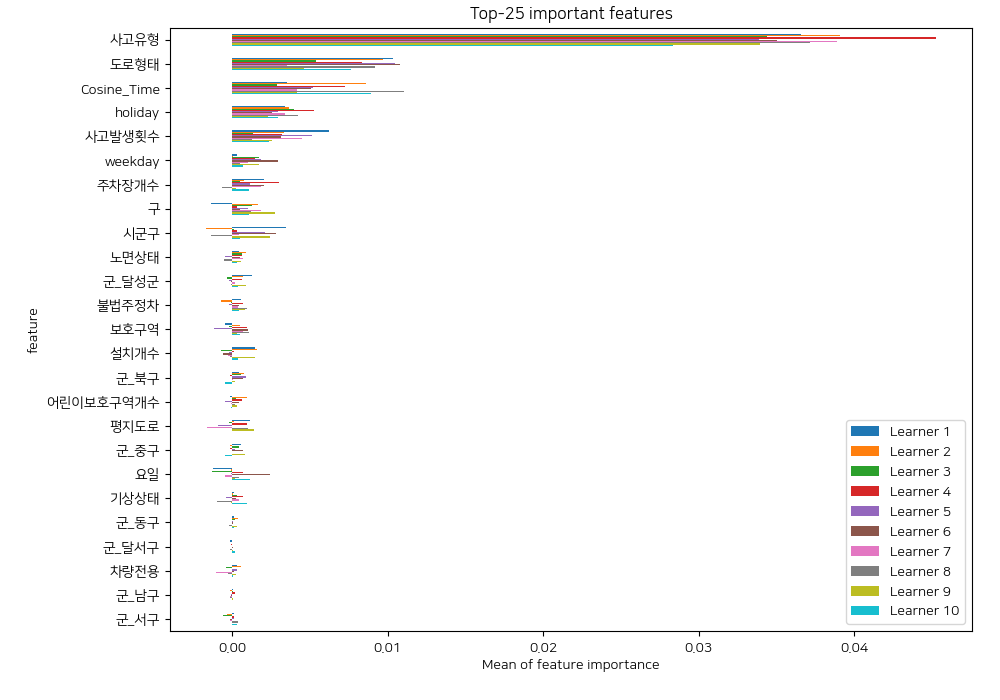 Top-25 important features
사고유형
도로형태
Cosine_Time
holiday
사고발생횟수
weekday
주차장개수
구
시군구
노면상태
군_달성군
불법주정차
보호구역
설치개수
군_북구
어린이보호구역개수
평지도로
군_중구
요일
기상상태
군_동구
군_달서구
차량전용
군_남구
군_서구
feature
0.00 0.01 0.02 0.03 0.04
Mean of feature importance
Learner 1
Learner 2
Learner 3
Learner 4
Learner 5
Learner 6
Learner 7
Learner 8
Learner 9
Learner 10